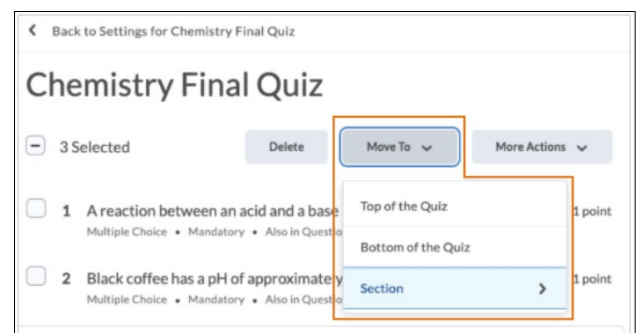 Back to Settings for Chemistry Final Quiz
Chemistry Final Quiz
3 Selected
Delete
Move To
More Actions
1 A reaction between an acid and a base
1 point
Multiple Choice • Mandatory • Also in Questio
2 Black coffee has a pH of approximately
1 point
Multiple Choice • Mandatory • Also in Questio
Top of the Quiz
Bottom of the Quiz
Section